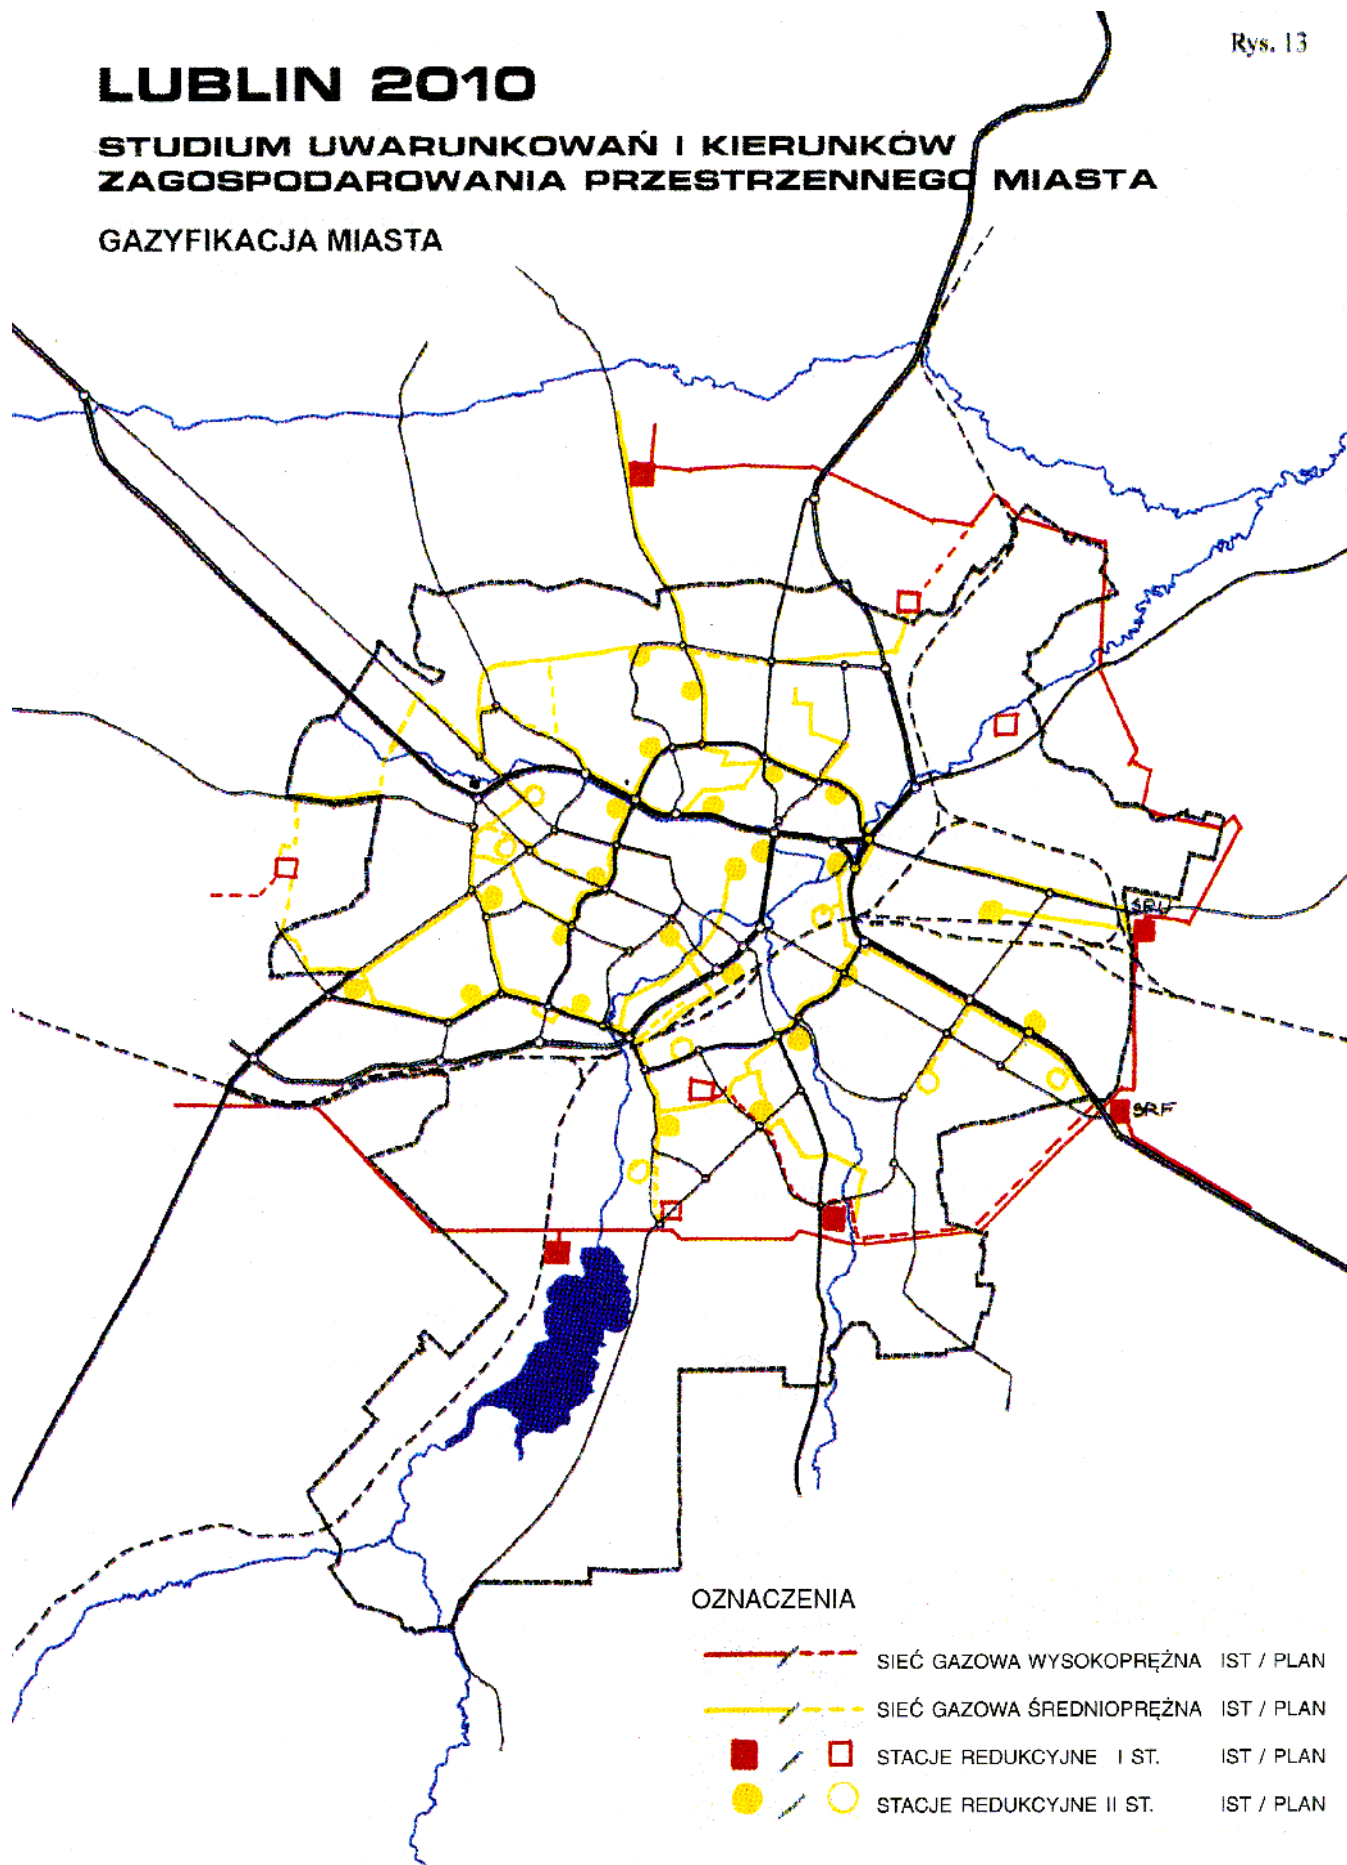 Rys. 13
LUBLIN 2010
STUDIUM UWARUNKOWAŃ I KIERUNKÓW
ZAGOSPODAROWANIA PRZESTRZENNEGO MIASTA
GAZYFIKACJA MIASTA
SRF
OZNACZENIA
SIEĆ GAZOWA WYSOKOPRĘŻNA IST / PLAN
SIEĆ GAZOWA ŚREDNIOPRĘŻNA IST / PLAN
STACJE REDUKCYJNE I ST. IST / PLAN
STACJE REDUKCYJNE II ST. IST / PLAN